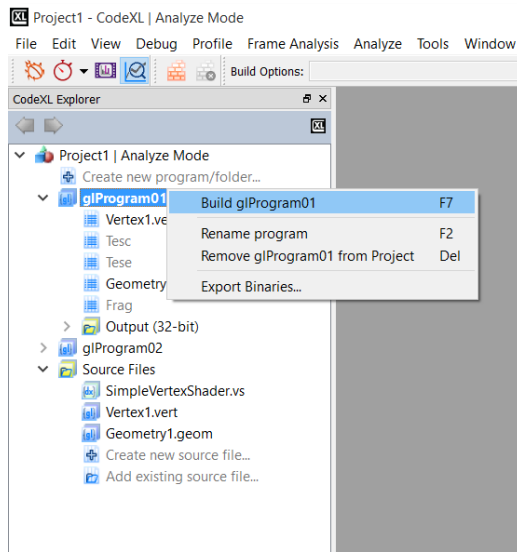 Project1 - CodeXL | Analyze Mode
File Edit View Debug Profile Frame Analysis Analyze Tools Window
Build Options:
CodeXL Explorer
Project1 | Analyze Mode
Create new program/folder...
glProgram01
Build glProgram01 F7
Vertex1.ve
Rename program F2
Tesc
Remove glProgram01 from Project Del
Tese
Geometry
Export Binaries...
Frag
Output (32-bit)
glProgram02
Source Files
SimpleVertexShader.vs
Vertex1.vert
Geometry1.geom
Create new source file...
Add existing source file...